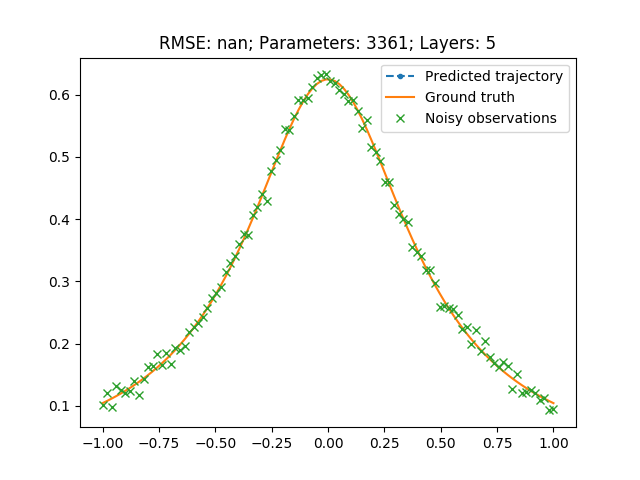 RMSE: nan; Parameters: 3361; Layers: 5
Predicted trajectory
Ground truth
Noisy observations
0.6
0.5
0.4
0.3
0.2
0.1
−1.00 −0.75 −0.50 −0.25 0.00 0.25 0.50 0.75 1.00